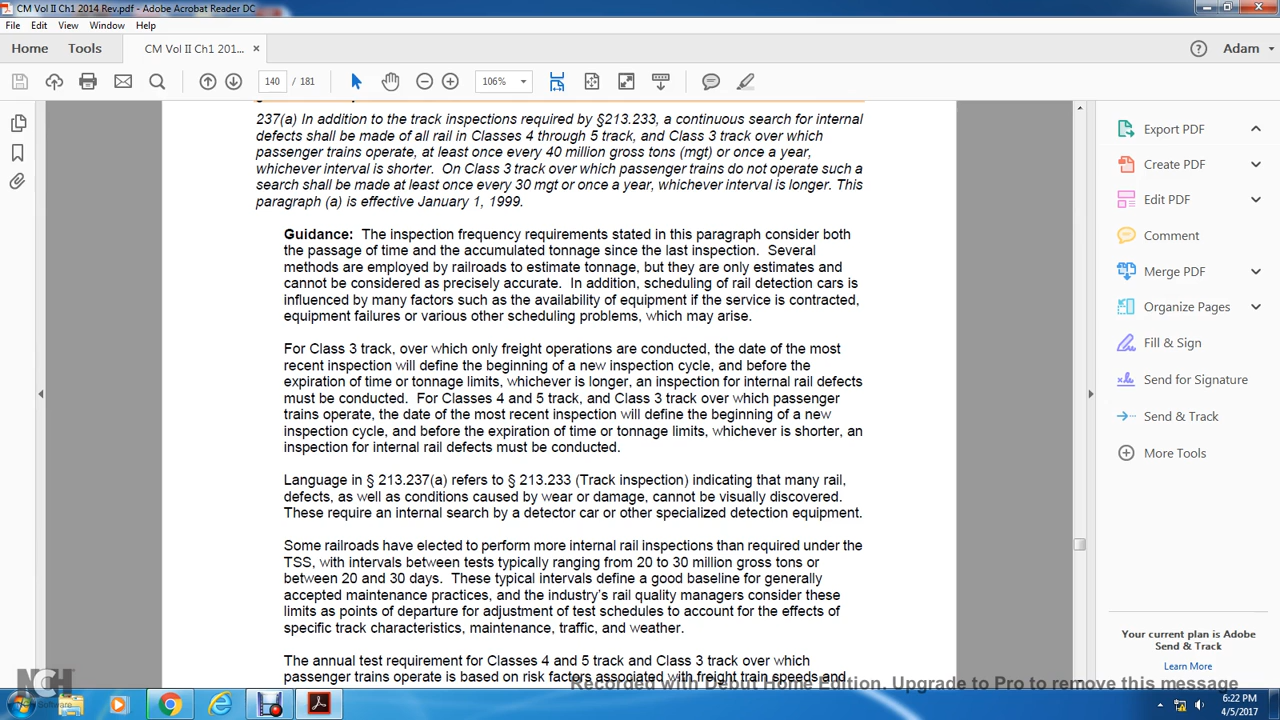 CM Vol II Ch1 2014 Rev.pdf - Adobe Acrobat Reader DC
File Edit View Window Help
Home Tools CM Vol II Ch1 201... × Adam
140 / 181 106%
237(a) In addition to the track inspections required by §213.233, a continuous search for internal
defects shall be made of all rail in Classes 4 through 5 track, and Class 3 track over which
passenger trains operate, at least once every 40 million gross tons (mgt) or once a year,
whichever interval is shorter. On Class 3 track over which passenger trains do not operate such a
search shall be made at least once every 30 mgt or once a year, whichever interval is longer. This
paragraph (a) is effective January 1, 1999.
Guidance: The inspection frequency requirements stated in this paragraph consider both
the passage of time and the accumulated tonnage since the last inspection. Several
methods are employed by railroads to estimate tonnage, but they are only estimates and
cannot be considered as precisely accurate. In addition, scheduling of rail detection cars is
influenced by many factors such as the availability of equipment if the service is contracted,
equipment failures or various other scheduling problems, which may arise.
For Class 3 track, over which only freight operations are conducted, the date of the most
recent inspection will define the beginning of a new inspection cycle, and before the
expiration of time or tonnage limits, whichever is longer, an inspection for internal rail defects
must be conducted. For Classes 4 and 5 track, and Class 3 track over which passenger
trains operate, the date of the most recent inspection will define the beginning of a new
inspection cycle, and before the expiration of time or tonnage limits, whichever is shorter, an
inspection for internal rail defects must be conducted.
Language in § 213.237(a) refers to § 213.233 (Track inspection) indicating that many rail,
defects, as well as conditions caused by wear or damage, cannot be visually discovered.
These require an internal search by a detector car or other specialized detection equipment.
Some railroads have elected to perform more internal rail inspections than required under the
TSS, with intervals between tests typically ranging from 20 to 30 million gross tons or
between 20 and 30 days. These typical intervals define a good baseline for generally
accepted maintenance practices, and the industry's rail quality managers consider these
limits as points of departure for adjustment of test schedules to account for the effects of
specific track characteristics, maintenance, traffic, and weather.
The annual test requirement for Classes 4 and 5 track and Class 3 track over which
passenger trains operate is based on risk factors associated with freight train speeds and
Export PDF
Create PDF
Edit PDF
Comment
Merge PDF
Organize Pages
Fill & Sign
Send for Signature
Send & Track
More Tools
Your current plan is Adobe
Send & Track
Learn More
NCH Software
Recorded with Debut Home Edition. Upgrade to Pro to remove this message
6:22 PM
4/5/2017